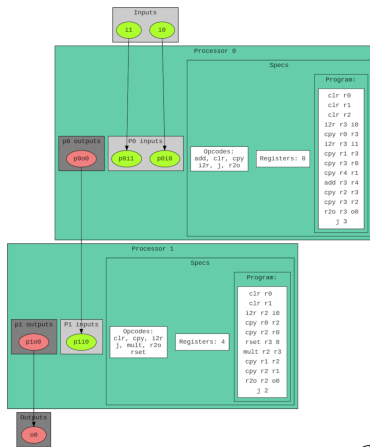 Inputs
i1
i0
Processor 0
Specs
Program:
clr r0
clr r1
clr r2
i2r r3 i0
cpy r0 r3
i2r r3 i1
cpy r1 r3
cpy r3 r0
cpy r4 r1
add r3 r4
cpy r2 r3
cpy r3 r2
r2o r3 o0
j 3
p0 outputs
p0o0
P0 inputs
p0i1
p0i0
Opcodes:
add, clr, cpy
i2r, j, r2o
Registers: 8
Processor 1
Specs
Program:
clr r0
clr r1
i2r r2 i0
cpy r0 r2
cpy r2 r0
rset r3 8
mult r2 r3
cpy r1 r2
cpy r2 r1
r2o r2 o0
j 2
p1 outputs
p1o0
P1 inputs
p1i0
Opcodes:
clr, cpy, i2r
j, mult, r2o
rset
Registers: 4
Outputs
o0